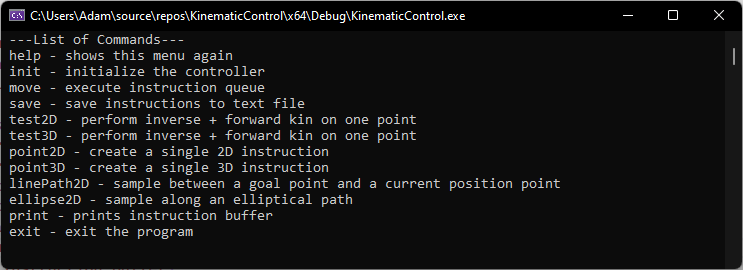 C:\Users\Adam\source\repos\KinematicControl\x64\Debug\KinematicControl.exe
---List of Commands---
help - shows this menu again
init - initialize the controller
move - execute instruction queue
save - save instructions to text file
test2D - perform inverse + forward kin on one point
test3D - perform inverse + forward kin on one point
point2D - create a single 2D instruction
point3D - create a single 3D instruction
linePath2D - sample between a goal point and a current position point
ellipse2D - sample along an elliptical path
print - prints instruction buffer
exit - exit the program